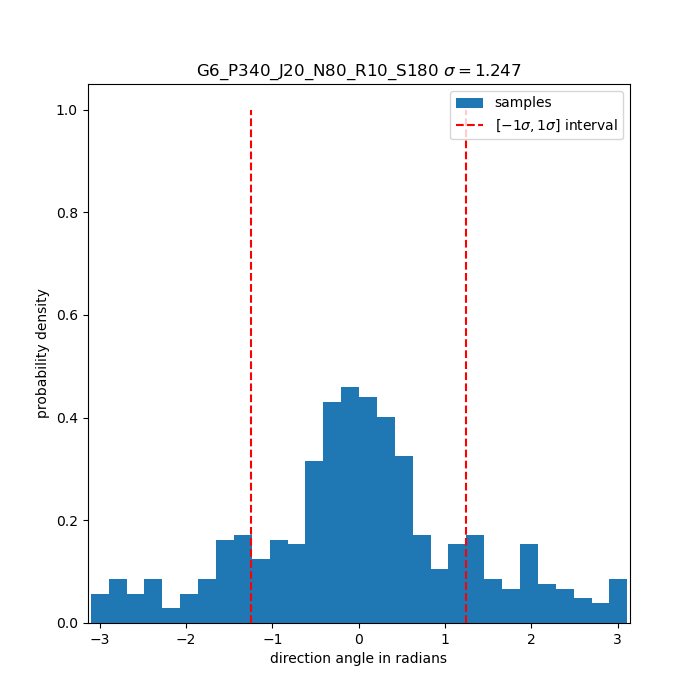 G6_P340_J20_N80_R10_S180 σ = 1.247
samples
[−1σ, 1σ] interval
1.0
0.8
0.6
0.4
0.2
0.0
probability density
−3 −2 −1 0 1 2 3
direction angle in radians